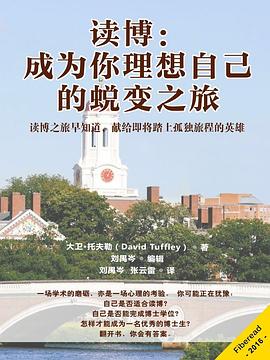 读博：
成为你理想自己
的蜕变之旅
读博之旅早知道，献给即将踏上孤独旅程的英雄
大卫•托夫勒（David Tuffley） 。 著
刘禺岑 。 编辑
刘禺岑 张云雷 。 译
一场学术的磨砺，亦是一场心理的考验，你可能正在犹豫：
自己是否适合读博？
自己是否能完成博士学位？
怎样才能成为一名优秀的博士生？
翻开书，你会有答案。
Fiberead
· 2016 ·